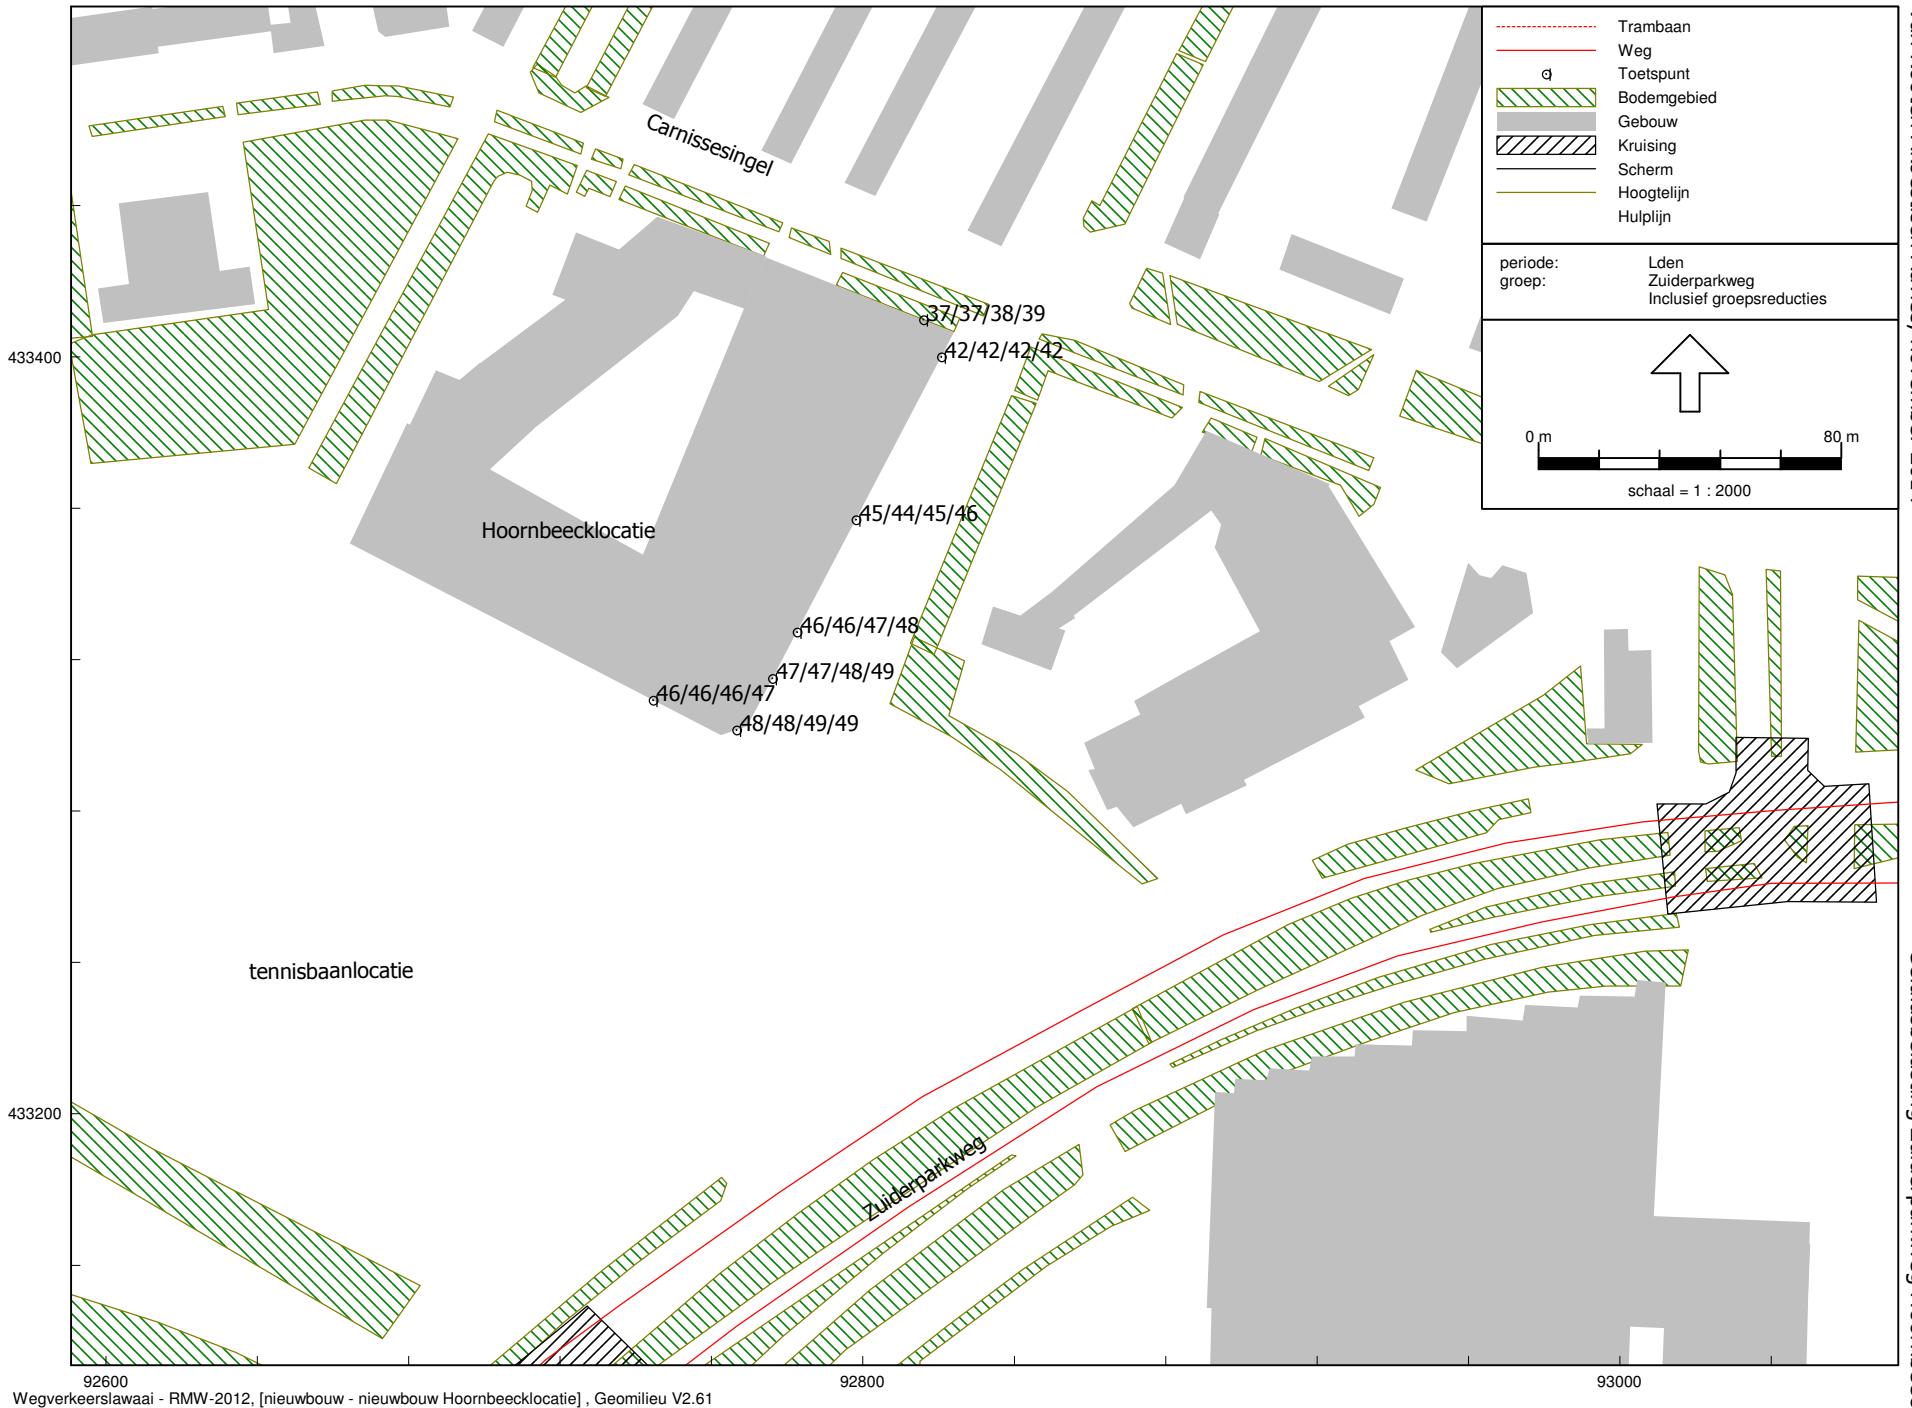 Trambaan
Weg
Toetspunt
Bodemgebied
Gebouw
Kruising
Scherm
Hoogtelijn
Hulplijn
periode: Lden
groep: Zuiderparkweg
Inclusief groepsreducties
0 m 80 m
schaal = 1 : 2000
Carnissesingel
37/37/38/39
433400
42/42/42/42
45/44/45/46
Hoornbeecklocatie
46/46/47/48
47/47/48/49
46/46/46/47
48/48/49/49
tennisbaanlocatie
433200
Zuiderparkweg
92600 92800 93000
Wegverkeerslawaai - RMW-2012, [nieuwbouw - nieuwbouw Hoornbeecklocatie] , Geomilieu V2.61